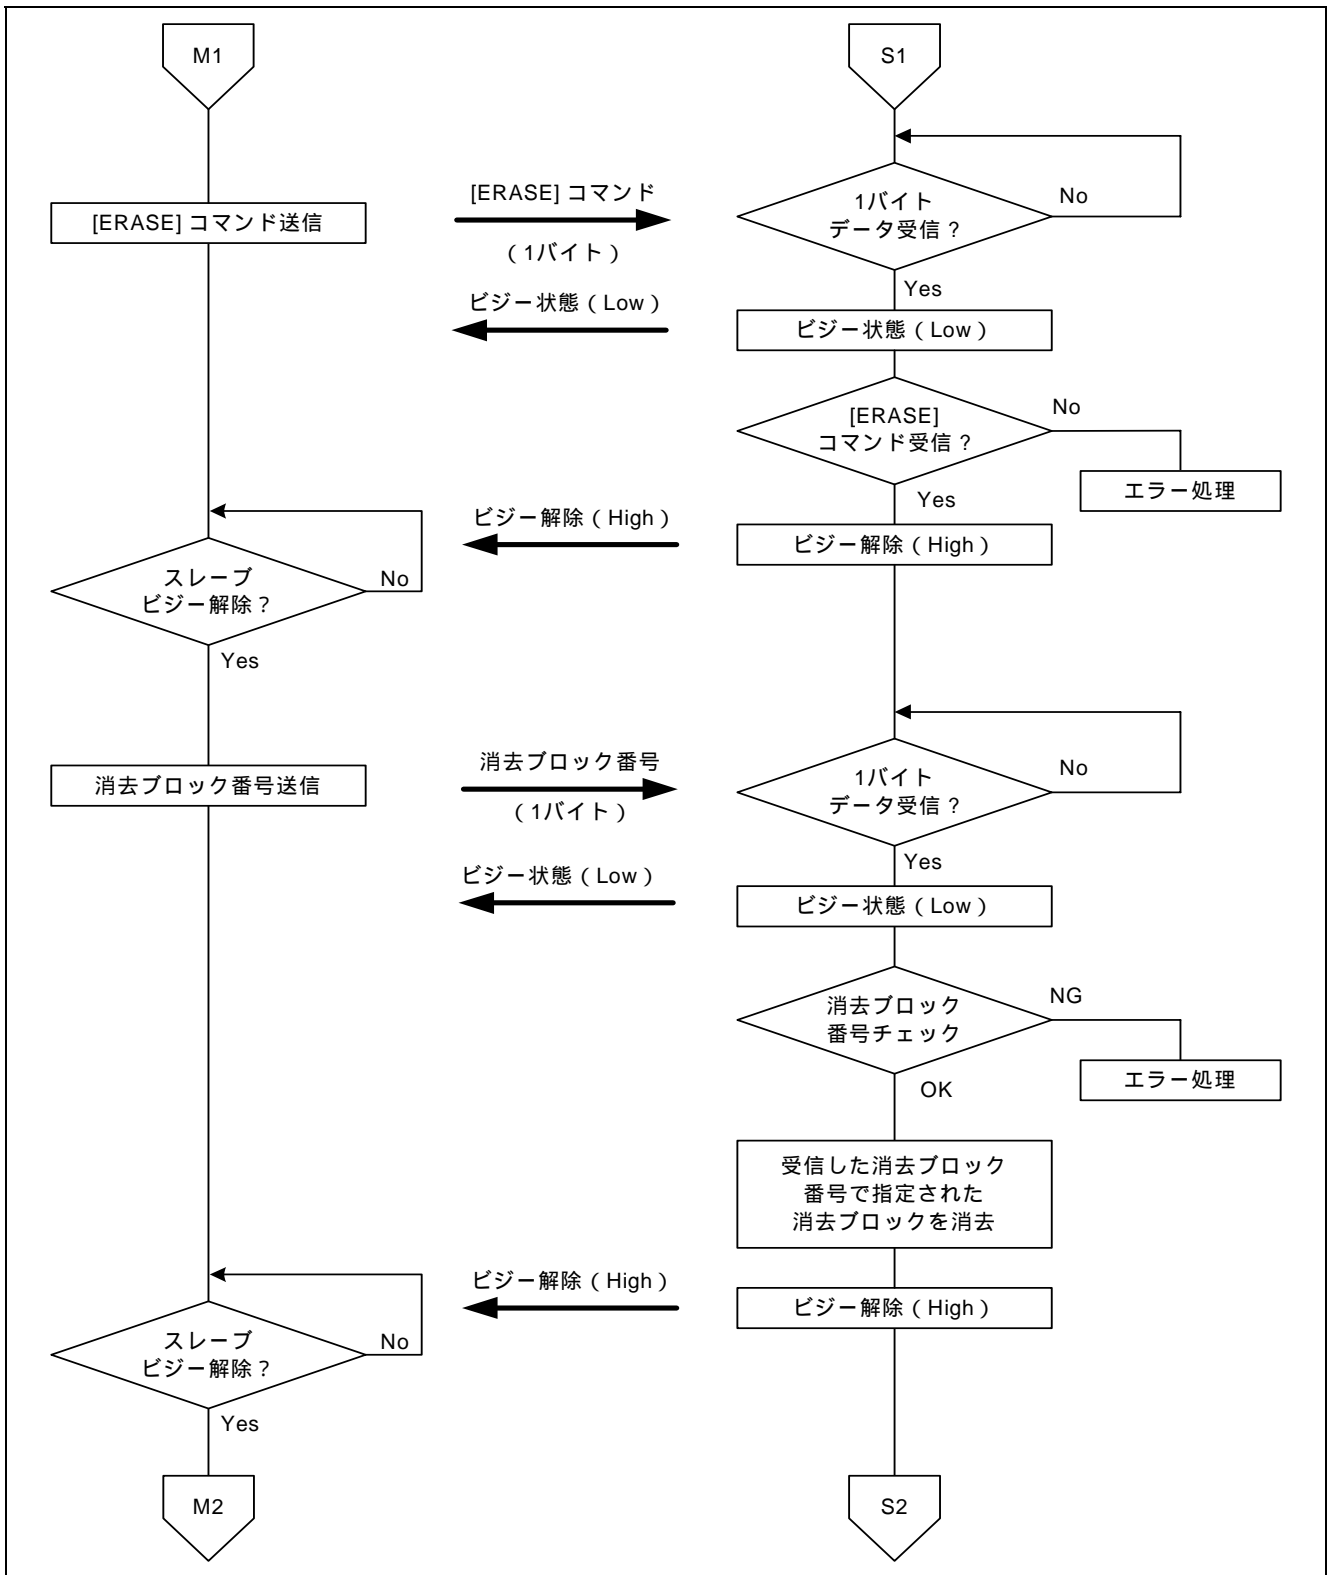 M1
S1
[ERASE] コマンド送信
[ERASE] コマンド
(1バイト)
1バイト
データ受信？
No
Yes
ビジー状態(Low)
ビジー状態(Low)
[ERASE]
コマンド受信？
No
エラー処理
Yes
ビジー解除(High)
ビジー解除(High)
スレーブ
ビジー解除？
No
Yes
消去ブロック番号送信
消去ブロック番号
(1バイト)
1バイト
データ受信？
No
Yes
ビジー状態(Low)
ビジー状態(Low)
消去ブロック
番号チェック
NG
エラー処理
OK
受信した消去ブロック
番号で指定された
消去ブロックを消去
ビジー解除(High)
ビジー解除(High)
スレーブ
ビジー解除？
No
Yes
M2
S2